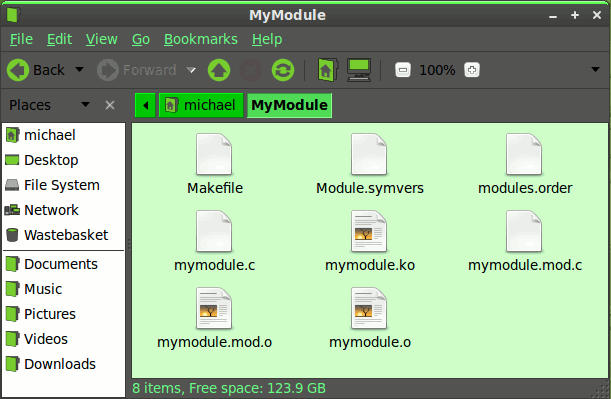 MyModule
File Edit View Go Bookmarks Help
Back Forward 100%
Places michael MyModule
michael
Desktop
File System
Network
Wastebasket
Documents
Music
Pictures
Videos
Downloads
Makefile Module.symvers modules.order
mymodule.c mymodule.ko mymodule.mod.c
mymodule.mod.o mymodule.o
8 items, Free space: 123.9 GB